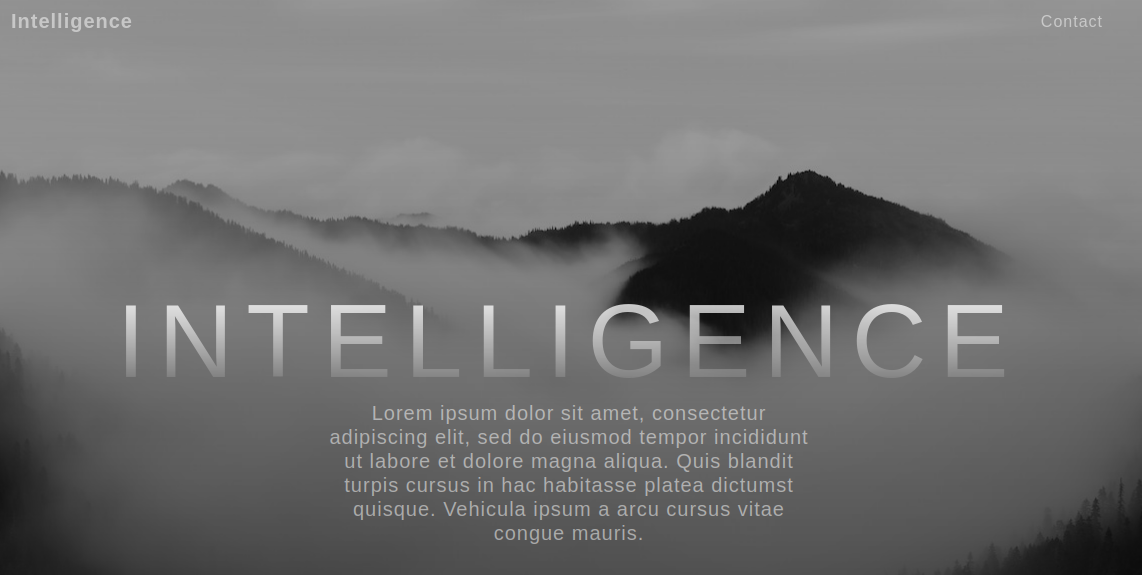 Intelligence
Contact
INTELLIGENCE
Lorem ipsum dolor sit amet, consectetur
adipiscing elit, sed do eiusmod tempor incididunt
ut labore et dolore magna aliqua. Quis blandit
turpis cursus in hac habitasse platea dictumst
quisque. Vehicula ipsum a arcu cursus vitae
congue mauris.